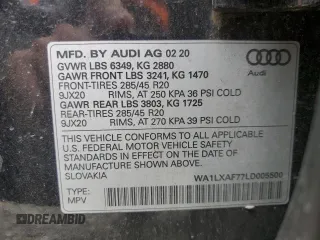 MFD. BY AUDI AG 02 20
GVWR LBS 6349, KG 2880
GAWR FRONT LBS 3241, KG 1470
FRONT-TIRES 285/45 R20
9JX20 RIMS, AT 250 KPA 36 PSI COLD
GAWR REAR LBS 3803, KG 1725
REAR-TIRES 285/45 R20
9JX20 RIMS, AT 270 KPA 39 PSI COLD
Audi
THIS VEHICLE CONFORMS TO ALL APPLICABLE
U.S. FEDERAL MOTOR VEHICLE SAFETY
STANDARDS IN EFFECT ON THE DATE OF
MANUFACTURE SHOWN ABOVE.
SLOVAKIA
TYPE: WA1LXAF77LD005500
MPV
DREAMBID